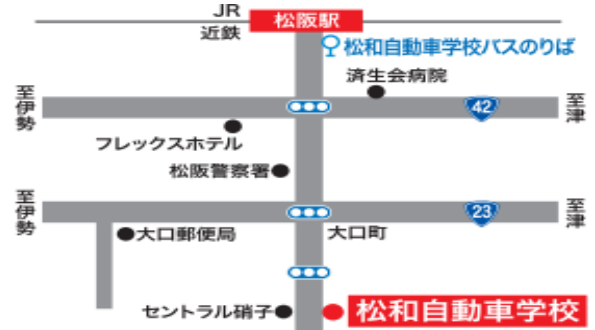 JR
松阪駅
近鉄
松和自動車学校バスのりば
済生会病院
至伊勢
42
至津
フレックスホテル
松阪警察署
至伊勢
23
至津
大口郵便局
大口町
セントラル硝子
松和自動車学校